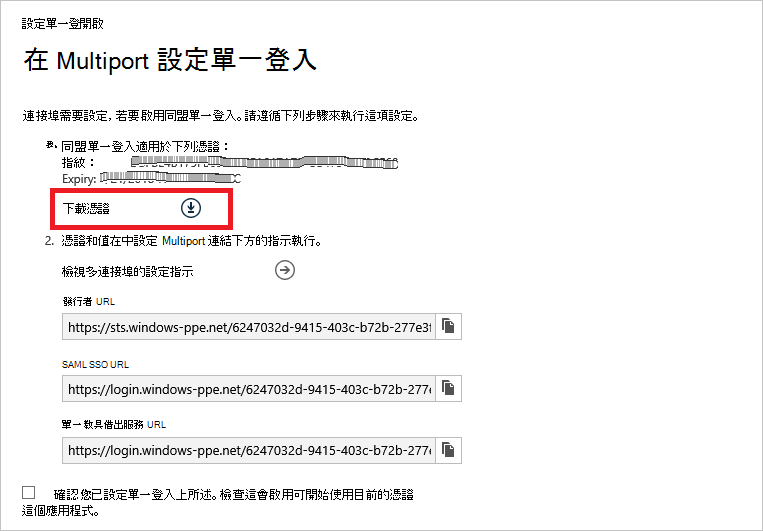 設定單一登開啟
在 Multiport 設定單一登入
連接埠需要設定, 若要啟用同盟單一登入。請遵循下列步驟來執行這項設定。
同盟單一登入適用於下列憑證：
指紋：
Expiry:
下載憑證
2. 憑證和值在中設定 Multiport 連結下方的指示執行。
檢視多連接埠的設定指示
發行者 URL
https://sts.windows-ppe.net/6247032d-9415-403c-b72b-277e3f
SAML SSO URL
https://login.windows-ppe.net/6247032d-9415-403c-b72b-277
單一敎具借出服務 URL
https://login.windows-ppe.net/6247032d-9415-403c-b72b-277
確認您已設定單一登入上所述。檢查這會啟用可開始使用目前的憑證
這個應用程式。